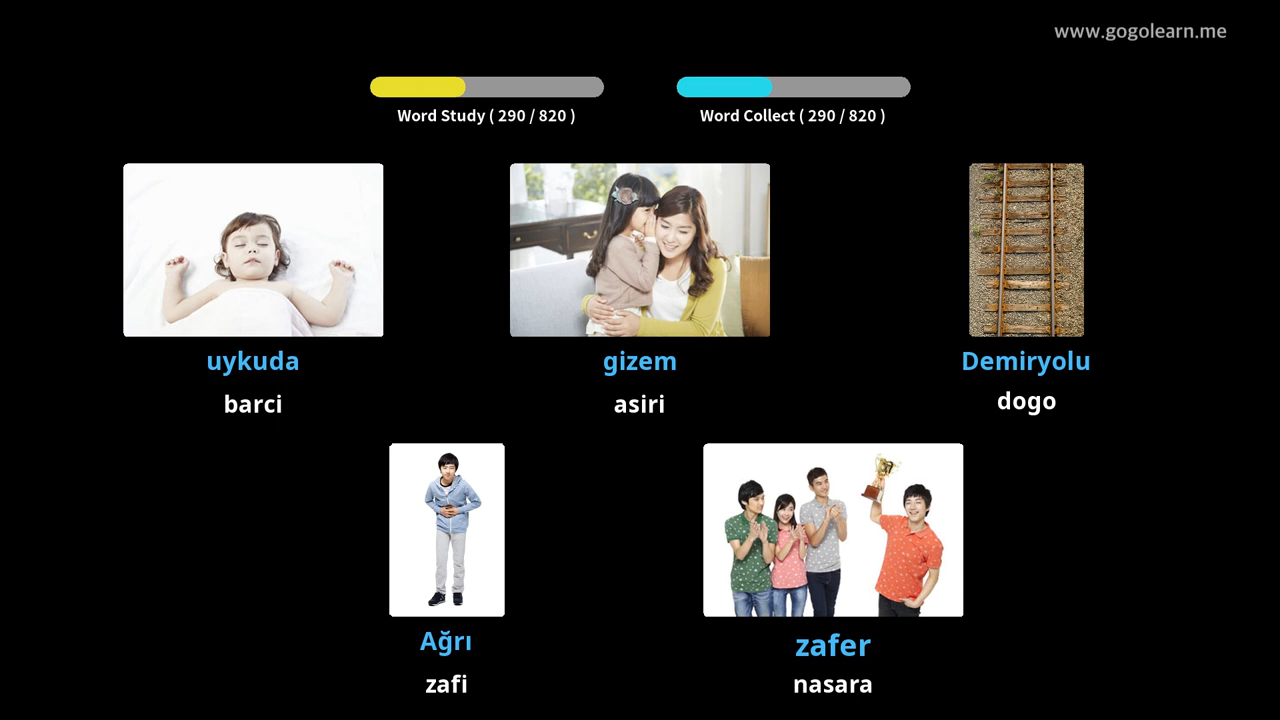 www.gogolearn.me
Word Study ( 290 / 820 )
Word Collect ( 290 / 820 )
uykuda
barci
gizem
asiri
Demiryolu
dogo
Ağrı
zafi
zafer
nasara